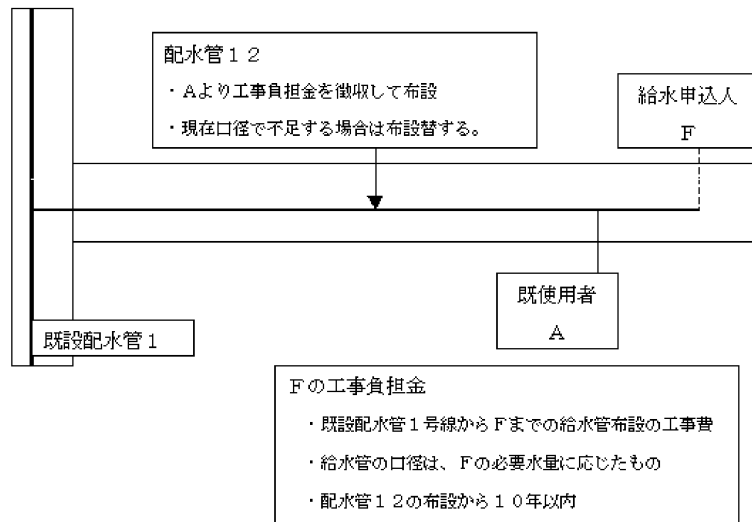 配水管１２
・Ａより工事負担金を徴収して布設
・現在口径で不足する場合は布設替する。
給水申込人
Ｆ
既使用者
Ａ
既設配水管１
Ｆの工事負担金
・既設配水管１号線からＦまでの給水管布設の工事費
・給水管の口径は、Ｆの必要水量に応じたもの
・配水管１２の布設から１０年以内